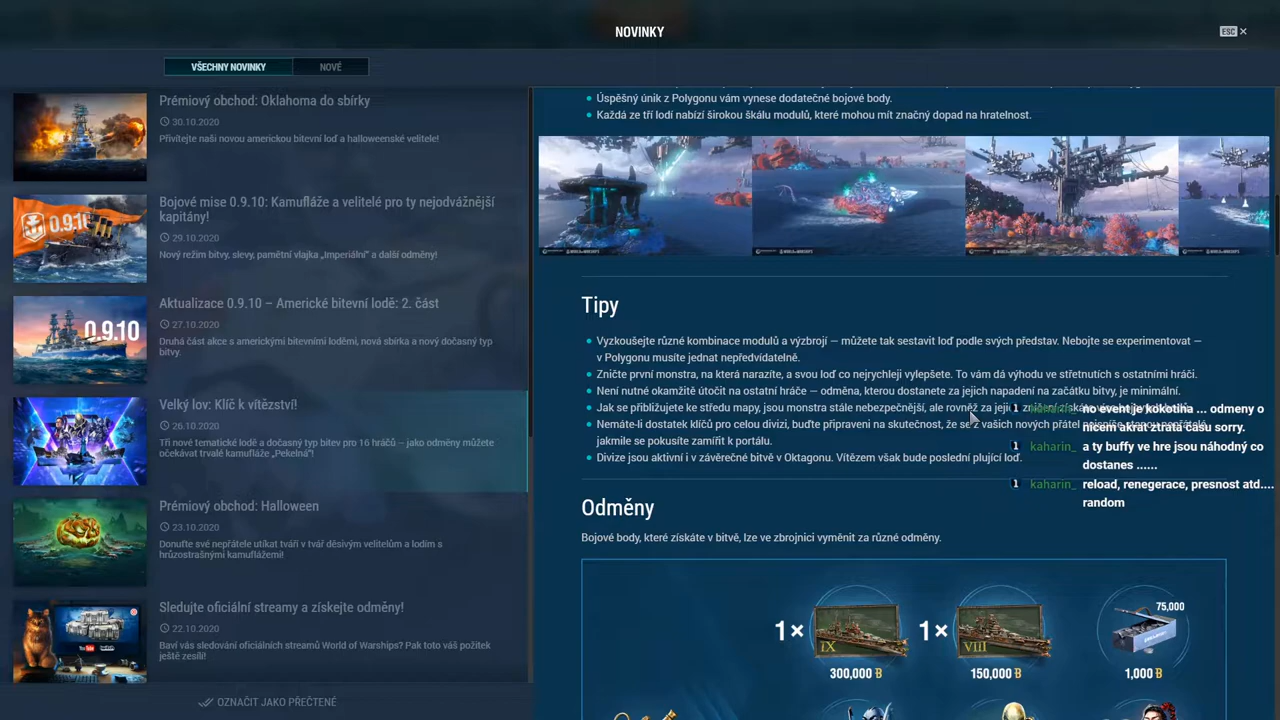 NOVINKY
ESC ×
VŠECHNY NOVINKY
NOVÉ
Prémiový obchod: Oklahoma do sbírky
30.10.2020
Přivítejte naši novou americkou bitevní loď a halloweenské velitele!
0.9.10
Bojové mise 0.9.10: Kamufláže a velitelé pro ty nejodvážnější
kapitány!
29.10.2020
Nový režim bitvy, slevy, pamětní vlajka „Imperiální“ a další odměny!
0.9.10
Aktualizace 0.9.10 – Americké bitevní lodě: 2. část
27.10.2020
Druhá část akce s americkými bitevními loděmi, nová sbírka a nový dočasný typ
bitvy.
Velký lov: Klíč k vítězství!
26.10.2020
Tři nové tematické lodě a dočasný typ bitev pro 16 hráčů – jako odměny můžete
očekávat trvalé kamufláže „Pekelná“!
Prémiový obchod: Halloween
23.10.2020
Donuťte své nepřátele utíkat tváří v tvář děsivým velitelům a lodím s
hrůzostrašnými kamuflážemi!
YouTube
Sledujte oficiální streamy a získejte odměny!
22.10.2020
Baví vás sledování oficiálních streamů World of Warships? Pak toto váš požitek
ještě zesílí!
OZNAČIT JAKO PŘEČTENÉ
Úspěšný únik z Polygonu vám vynese dodatečné bojové body.
Každá ze tří lodí nabízí širokou škálu modulů, které mohou mít značný dopad na hratelnost.
Tipy
Vyzkoušejte různé kombinace modulů a výzbrojí — můžete tak sestavit loď podle svých představ. Nebojte se experimentovat —
v Polygonu musíte jednat nepředvídatelně.
Zničte první monstra, na která narazíte, a svou loď co nejrychleji vylepšete. To vám dá výhodu ve střetnutích s ostatními hráči.
Není nutné okamžitě útočit na ostatní hráče — odměna, kterou dostanete za jejich napadení na začátku bitvy, je minimální.
Jak se přibližujete ke středu mapy, jsou monstra stále nebezpečnější, ale rovněž za jeji
Nemáte-li dostatek klíčů pro celou divizi, buďte připraveni na skutečnost, že se z vašich nových přátel
jakmile se pokusíte zamířit k portálu.
Divize jsou aktivní i v závěrečné bitvě v Oktagonu. Vítězem však bude poslední plující loď.
1 kaharin_ no event je kokotina ... odmeny o
nicem akrat ztrata času sorry.
1 kaharin_ a ty buffy ve hre jsou náhodný co
dostanes ......
1 kaharin_ reload, renegerace, presnost atd....
random
Odměny
Bojové body, které získáte v bitvě, lze ve zbrojnici vyměnit za různé odměny.
1× IX
1× VIII
75,000
300,000
150,000
1,000